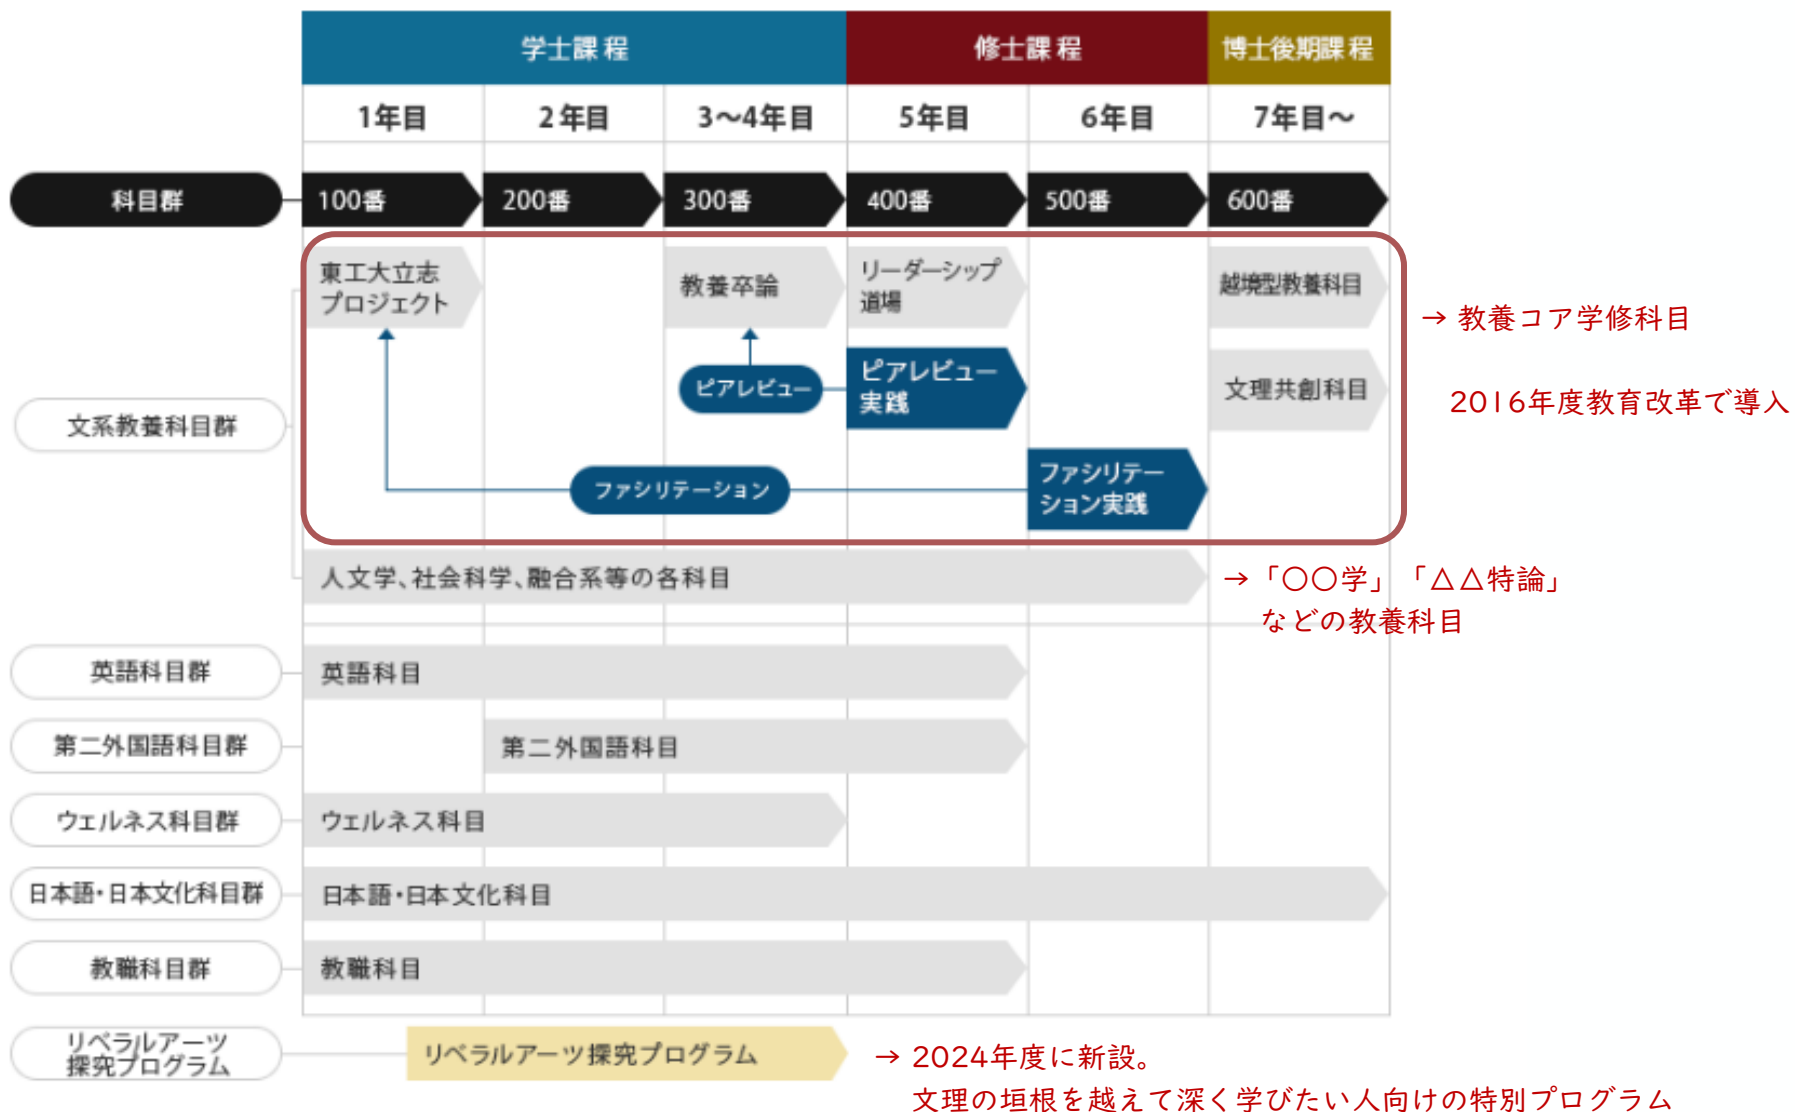 学士課程
修士課程
博士後期課程
1年目
2年目
3〜4年目
5年目
6年目
7年目〜
科目群
100番
200番
300番
400番
500番
600番
文系教養科目群
東工大立志
プロジェクト
教養卒論
リーダーシップ
道場
越境型教養科目
→ 教養コア学修科目
2016年度教育改革で導入
ピアレビュー
ピアレビュー
実践
文理共創科目
ファシリテーション
ファシリテー
ション実践
人文学、社会科学、融合系等の各科目
→「〇〇学」「△△特論」
などの教養科目
英語科目群
英語科目
第二外国語科目群
第二外国語科目
ウェルネス科目群
ウェルネス科目
日本語・日本文化科目群
日本語・日本文化科目
教職科目群
教職科目
リベラルアーツ
探究プログラム
リベラルアーツ探究プログラム
→ 2024年度に新設。
文理の垣根を越えて深く学びたい人向けの特別プログラム